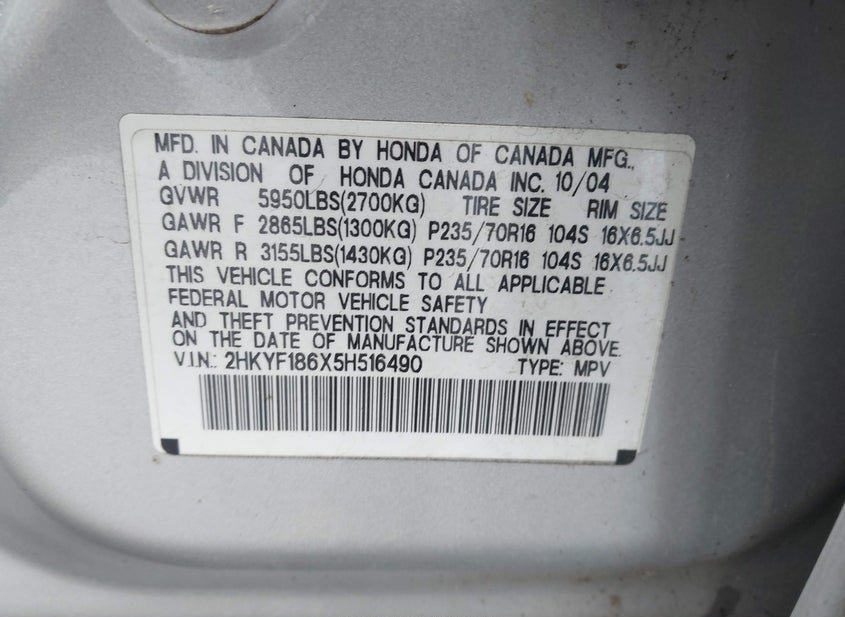 MFD. IN CANADA BY HONDA OF CANADA MFG.,
A DIVISION OF HONDA CANADA INC. 10/04
GVWR 5950LBS(2700KG) TIRE SIZE RIM SIZE
GAWR F 2865LBS(1300KG) P235/70R16 104S 16X6.5JJ
GAWR R 3155LBS(1430KG) P235/70R16 104S 16X6.5JJ
THIS VEHICLE CONFORMS TO ALL APPLICABLE
FEDERAL MOTOR VEHICLE SAFETY
AND THEFT PREVENTION STANDARDS IN EFFECT
ON THE DATE OF MANUFACTURE SHOWN ABOVE.
V.I.N.: 2HKYF186X5H516490 TYPE: MPV